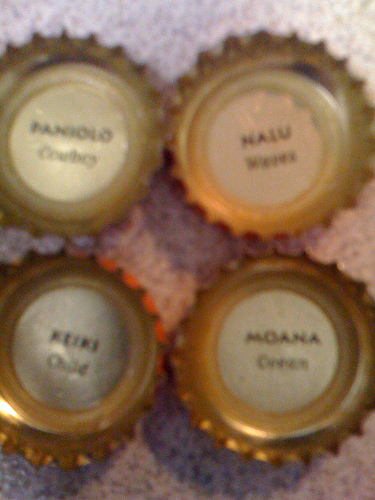 PANIOLO
Cowboy
NALU
Waves
KEIKI
Child
MOANA
Ocean